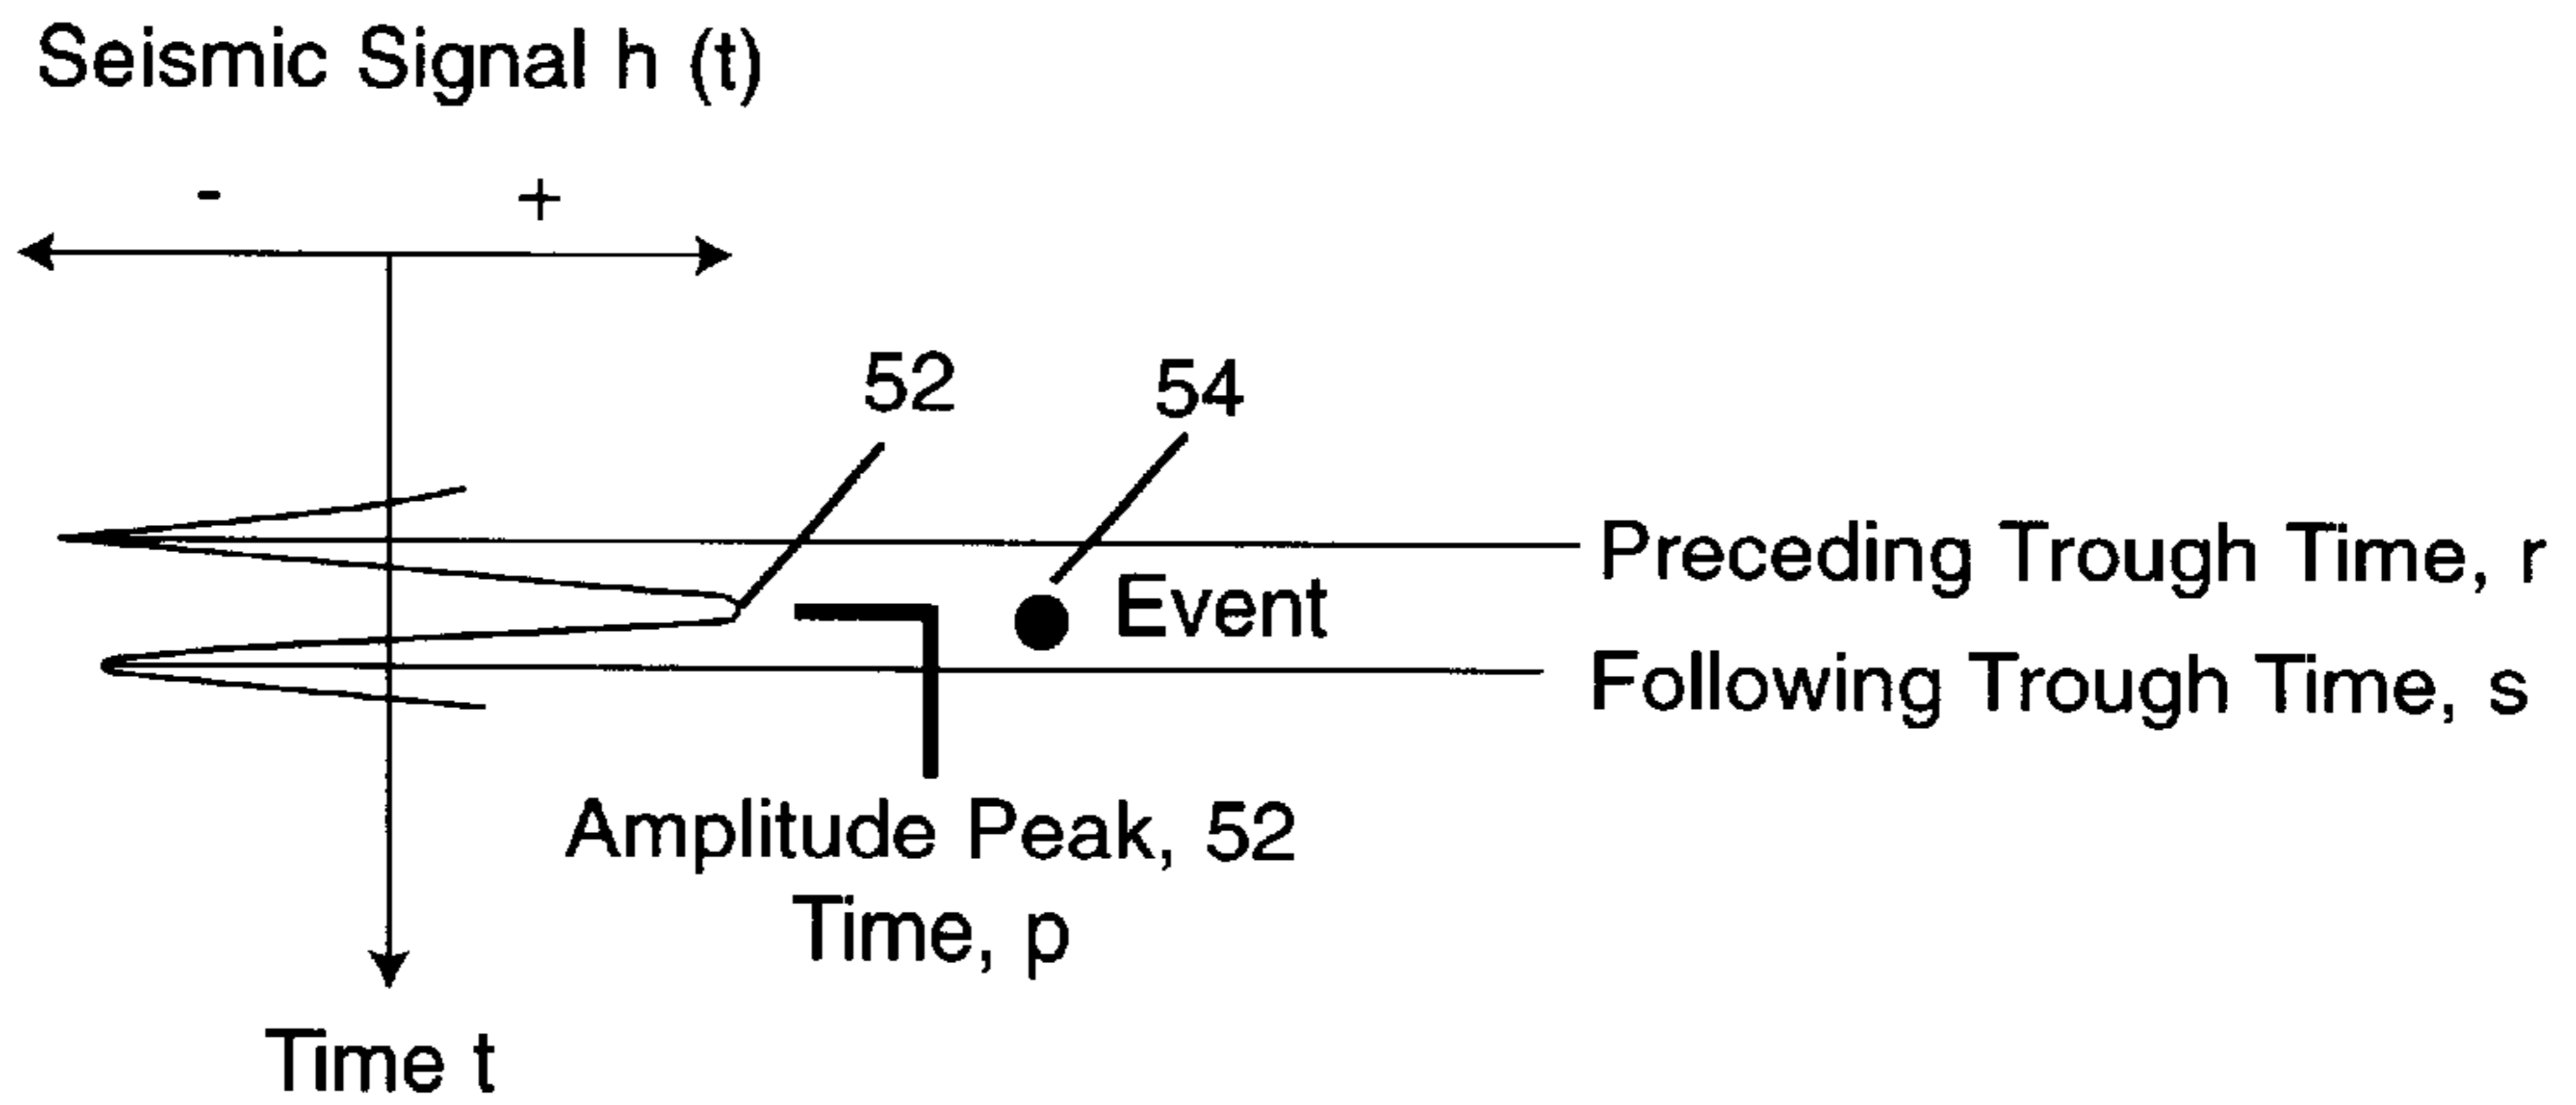 Seismic Signal h (t)
- +
52 54
Preceding Trough Time, r
Event
Following Trough Time, s
Amplitude Peak, 52
Time, p
Time t